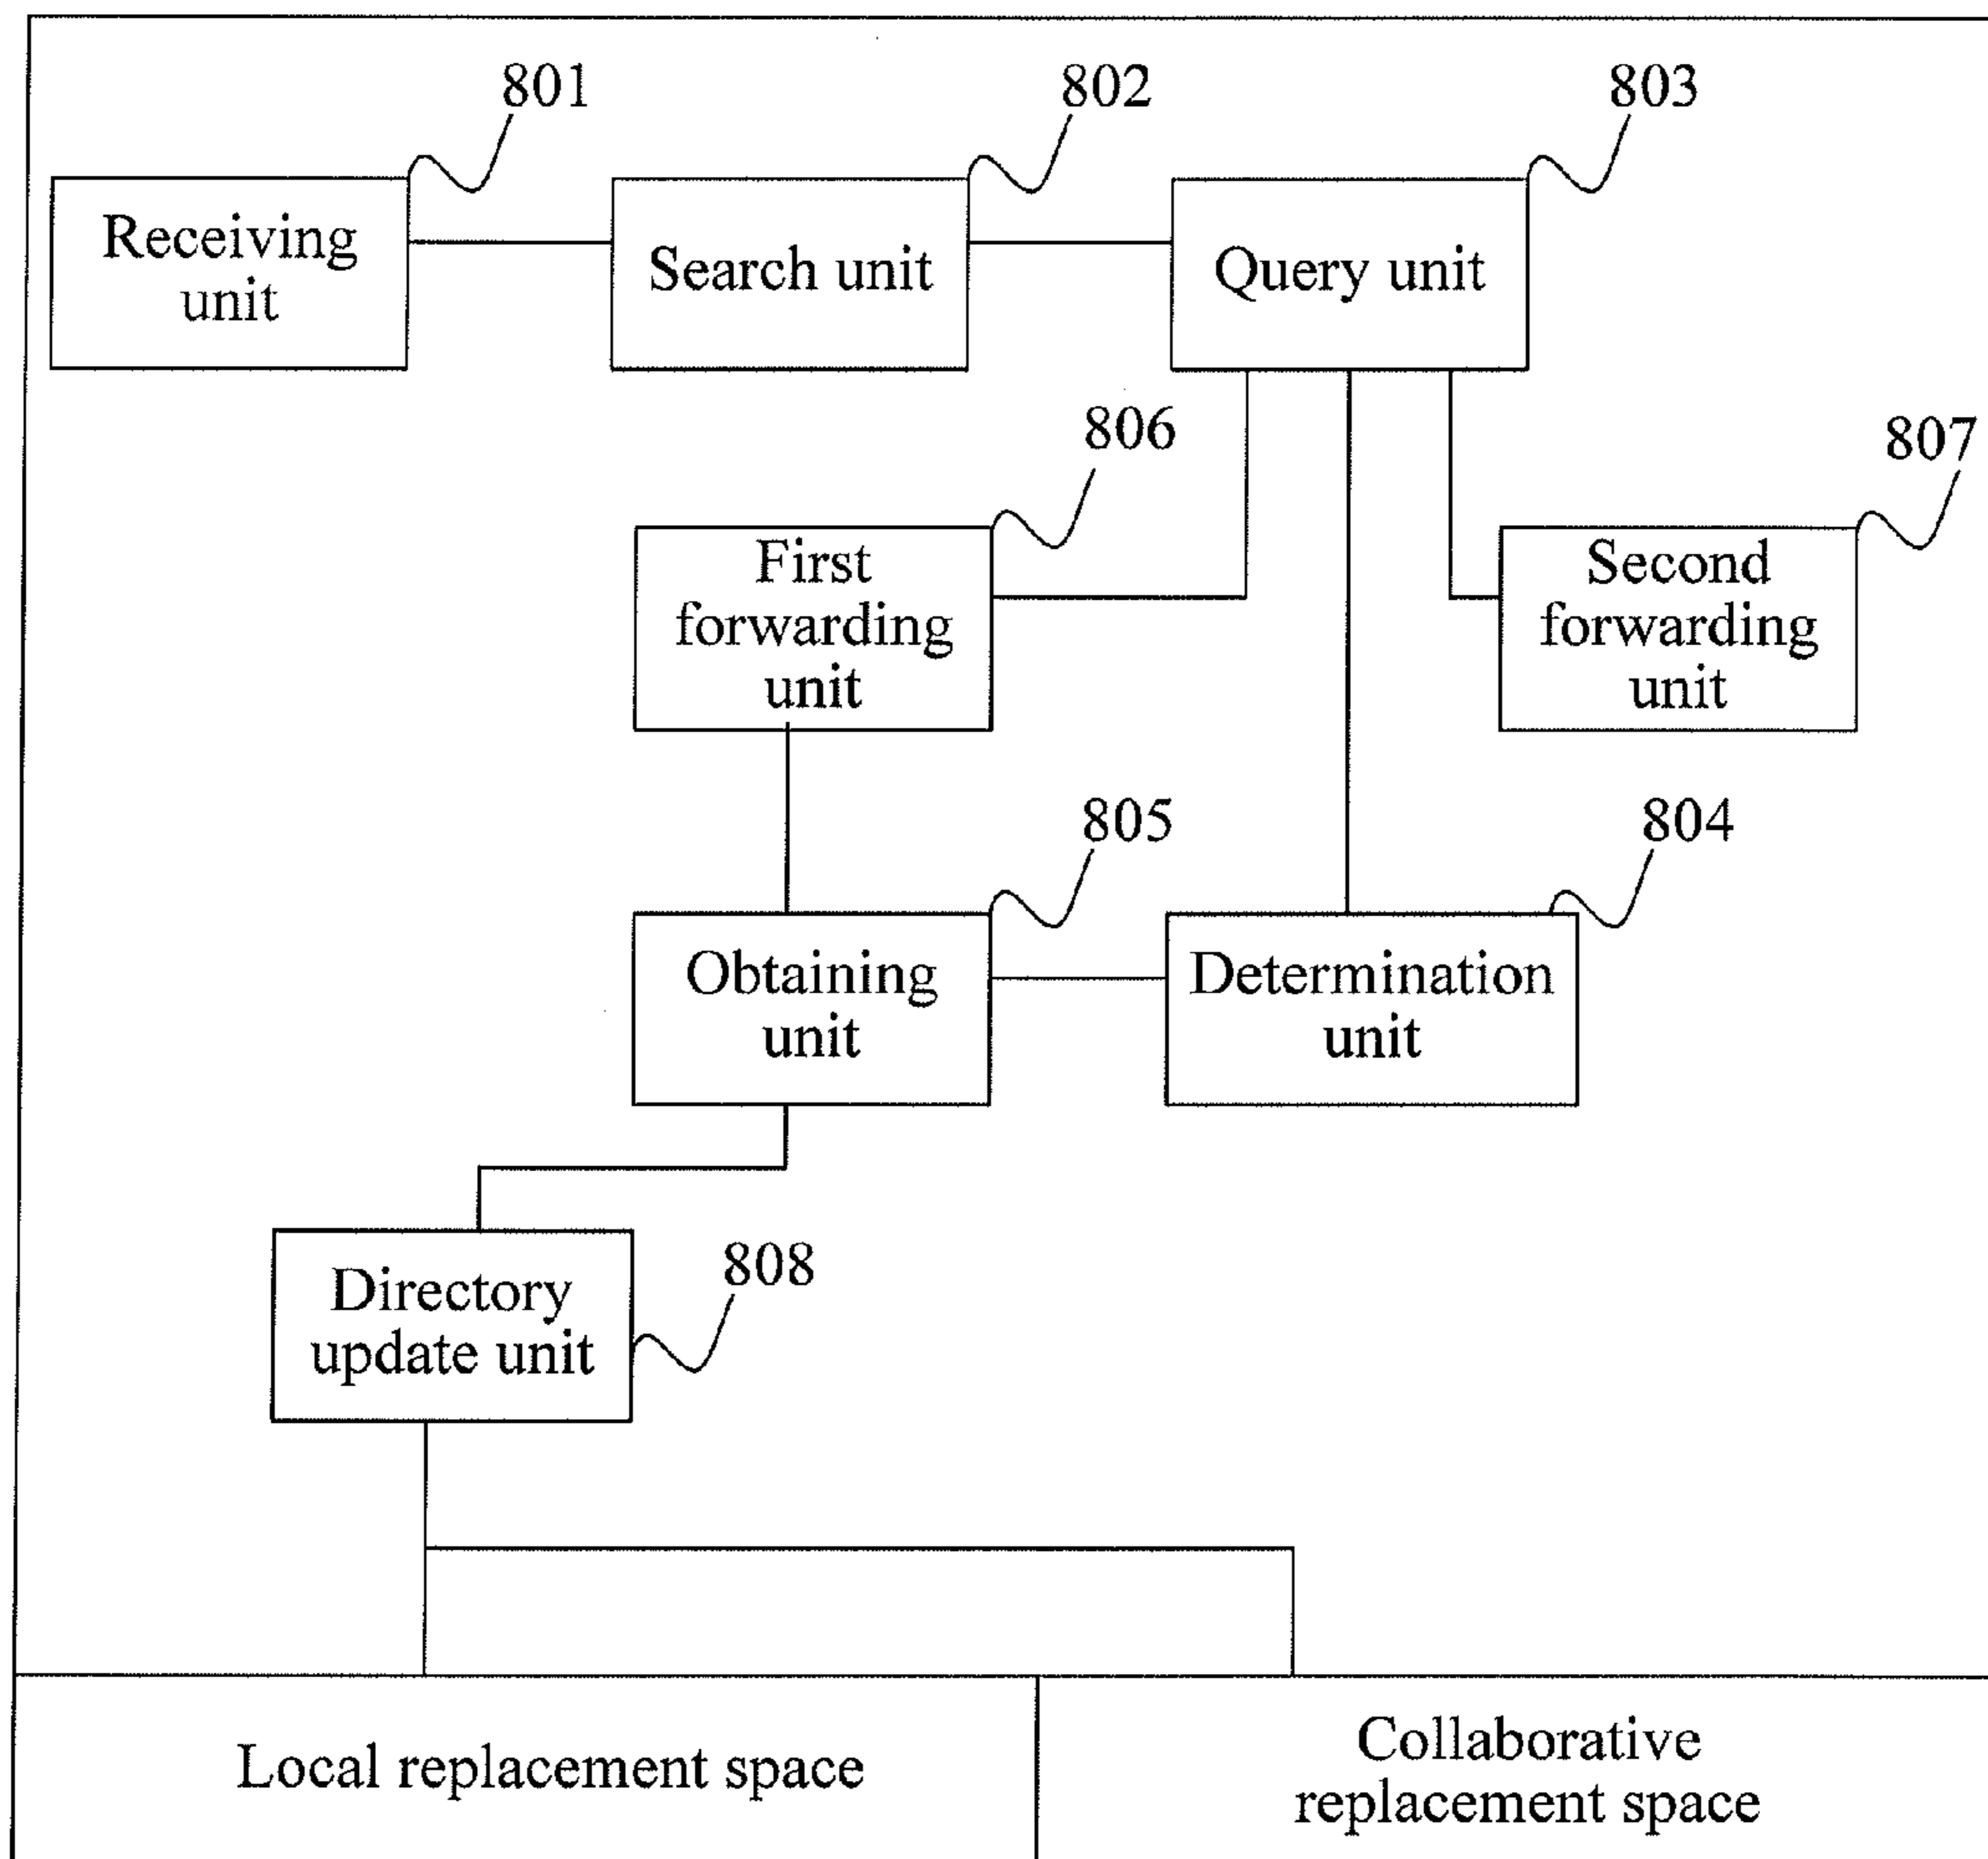 801
802
803
Receiving
unit
Search unit
Query unit
806
807
First
forwarding
unit
Second
forwarding
unit
805
804
Obtaining
unit
Determination
unit
808
Directory
update unit
Local replacement space
Collaborative
replacement space